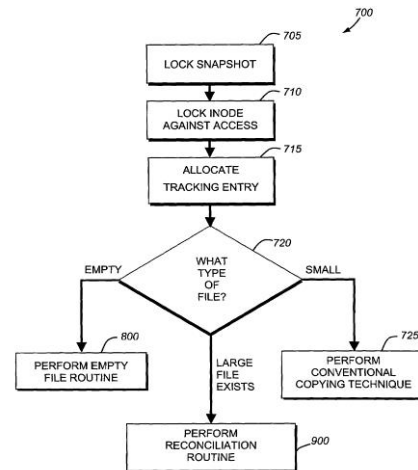 700
705
LOCK SNAPSHOT
710
LOCK INODE
AGAINST ACCESS
715
ALLOCATE
TRACKING ENTRY
720
EMPTY
WHAT
TYPE
OF
FILE?
SMALL
800
PERFORM EMPTY
FILE ROUTINE
LARGE
FILE
EXISTS
725
PERFORM
CONVENTIONAL
COPYING TECHNIQUE
900
PERFORM
RECONCILIATION
ROUTINE